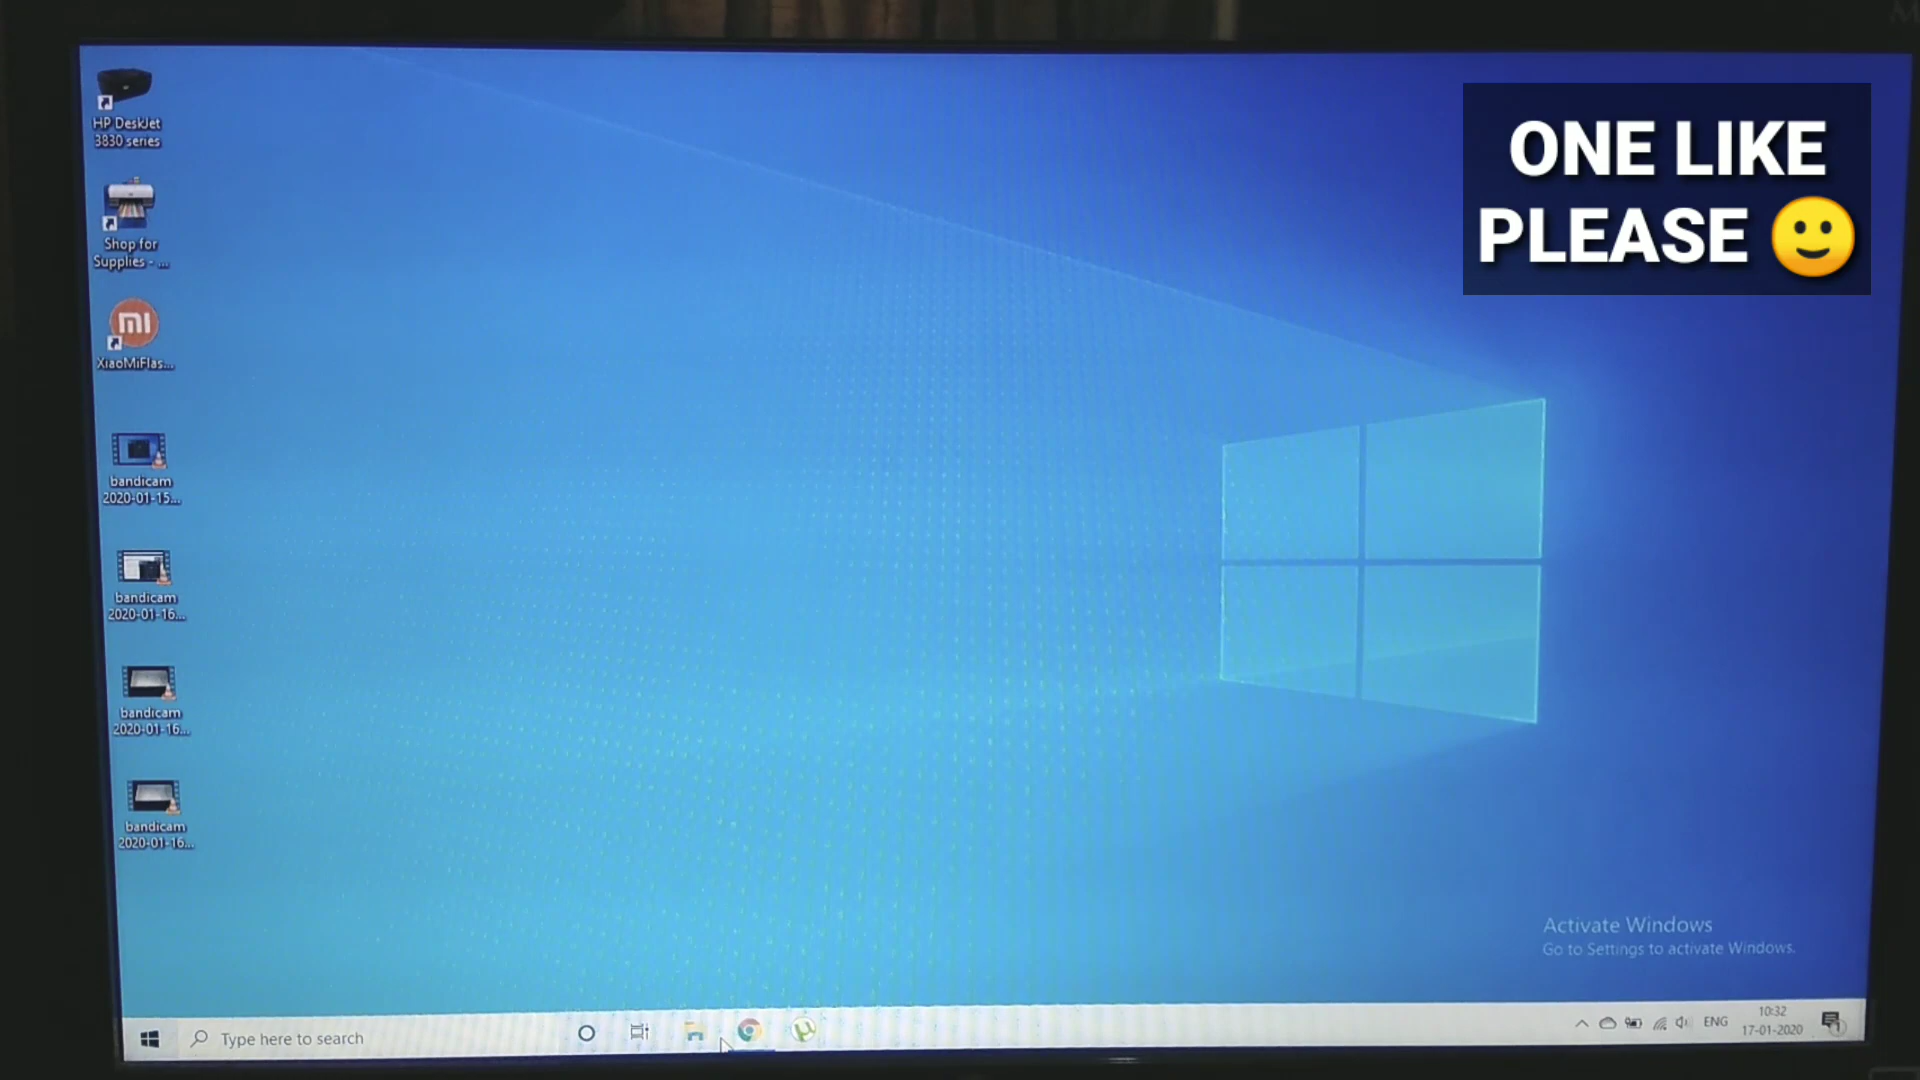 HP DeskJet
3830 series
Shop for
Supplies - ...
mi
XiaoMiFlas...
bandicam
2020-01-15...
bandicam
2020-01-16...
bandicam
2020-01-16...
bandicam
2020-01-16...
ONE LIKE
PLEASE 🙂
Activate Windows
Go to Settings to activate Windows.
Type here to search
ENG
10:32
17-01-2020